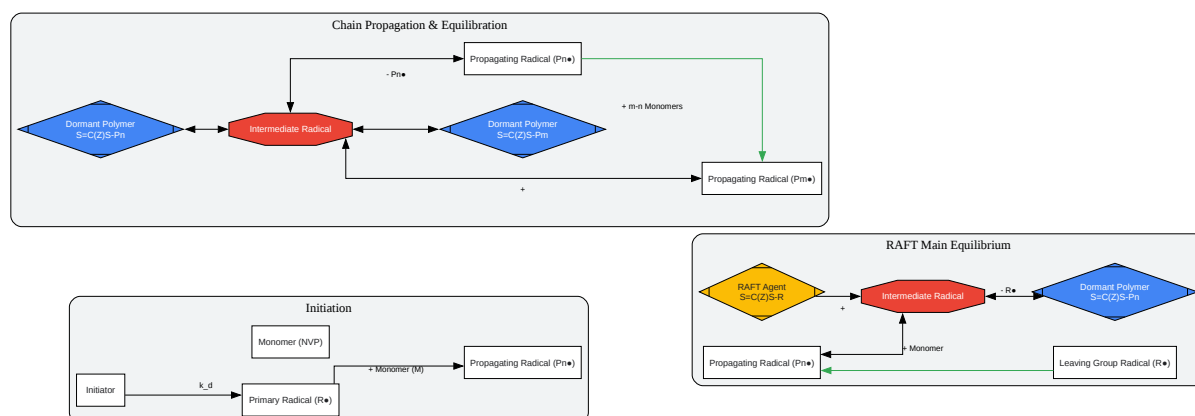 Chain Propagation & Equilibration
Propagating Radical (Pn●)
- Pn●
+ m-n Monomers
Dormant Polymer
S=C(Z)S-Pn
Intermediate Radical
Dormant Polymer
S=C(Z)S-Pm
Propagating Radical (Pm●)
+
RAFT Main Equilibrium
RAFT Agent
S=C(Z)S-R
+
Intermediate Radical
- R●
Dormant Polymer
S=C(Z)S-Pn
+ Monomer
Propagating Radical (Pn●)
Leaving Group Radical (R●)
Initiation
Monomer (NVP)
Propagating Radical (Pn●)
+ Monomer (M)
Initiator
k_d
Primary Radical (R●)